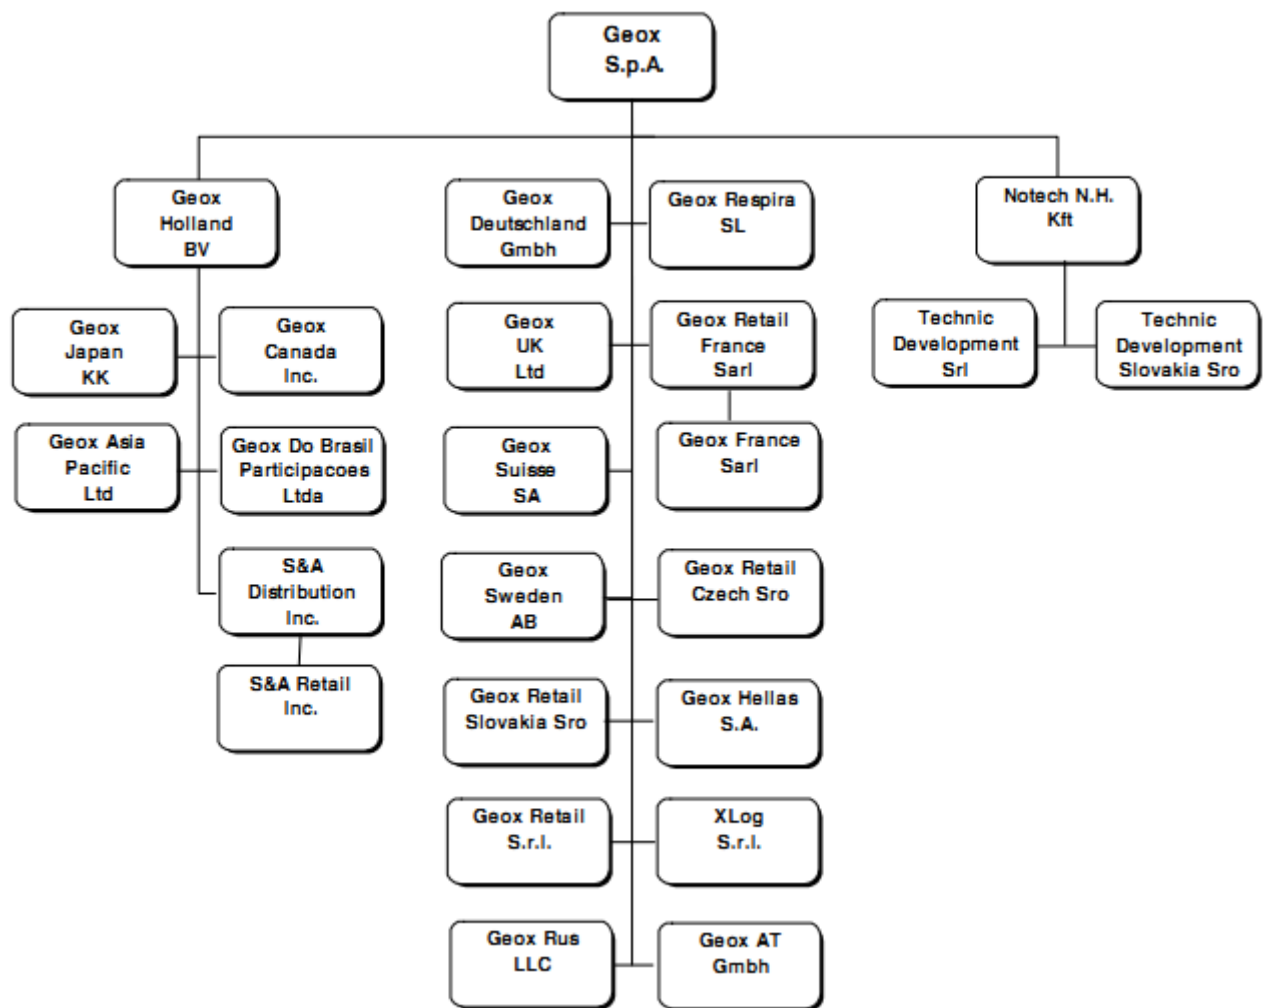 Geox
S.p.A.
Geox
Holland
BV
Geox
Deutschland
Gmbh
Geox Respira
SL
Notech N.H.
Kft
Geox
Japan
KK
Geox
Canada
Inc.
Geox
UK
Ltd
Geox Retail
France
Sarl
Technic
Development
Srl
Technic
Development
Slovakia Sro
Geox Asia
Pacific
Ltd
Geox Do Brasil
Participacoes
Ltda
Geox
Suisse
SA
Geox France
Sarl
S&A
Distribution
Inc.
Geox
Sweden
AB
Geox Retail
Czech Sro
S&A Retail
Inc.
Geox Retail
Slovakia Sro
Geox Hellas
S.A.
Geox Retail
S.r.l.
XLog
S.r.l.
Geox Rus
LLC
Geox AT
Gmbh